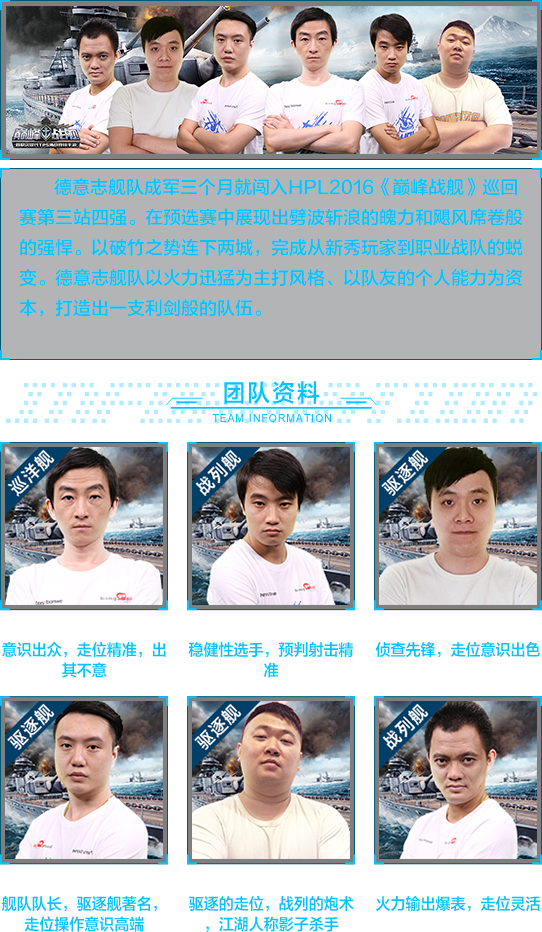 巅峰战舰
德意志舰队成军三个月就闯入HPL2016《巅峰战舰》巡回
赛第三站四强。在预选赛中展现出劈波斩浪的魄力和飓风席卷般
的强悍。以破竹之势连下两城，完成从新秀玩家到职业战队的蜕
变。德意志舰队以火力迅猛为主打风格、以队友的个人能力为资
本，打造出一支利剑般的队伍。
团队资料
TEAM INFORMATION
巡洋舰
战列舰
驱逐舰
意识出众，走位精准，出
其不意
稳健性选手，预判射击精
准
侦查先锋，走位意识出色
驱逐舰
驱逐舰
战列舰
舰队队长，驱逐舰著名，
走位操作意识高端
驱逐的走位，战列的炮术
，江湖人称影子杀手
火力输出爆表，走位灵活